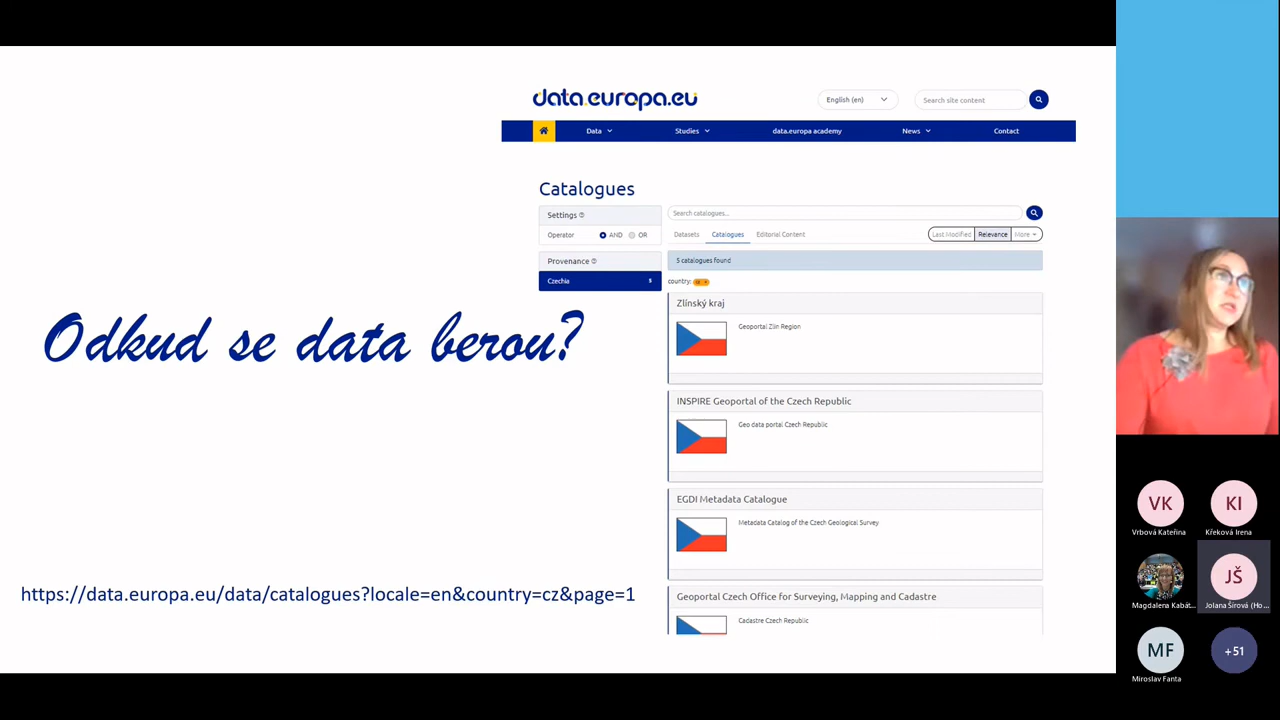 data.europa.eu
English (en)
Search site content
Data
Studies
data.europa academy
News
Contact
Catalogues
Settings
Operator
AND
OR
Provenance
Czechia
5
Search catalogues...
Datasets
Catalogues
Editorial Content
Last Modified
Relevance
More
5 catalogues found
country:
Zlínský kraj
Geoportal Zlin Region
INSPIRE Geoportal of the Czech Republic
Geo data portal Czech Republic
EGDI Metadata Catalogue
Metadata Catalog of the Czech Geological Survey
Geoportal Czech Office for Surveying, Mapping and Cadastre
Cadastre Czech Republic
Odkud se data berou?
https://data.europa.eu/data/catalogues?locale=en&country=cz&page=1
VK
Vrbová Kateřina
KI
Křeková Irena
Magdalena Kabát...
JŠ
Jolana Šírová (Ho...
MF
Miroslav Fanta
+51